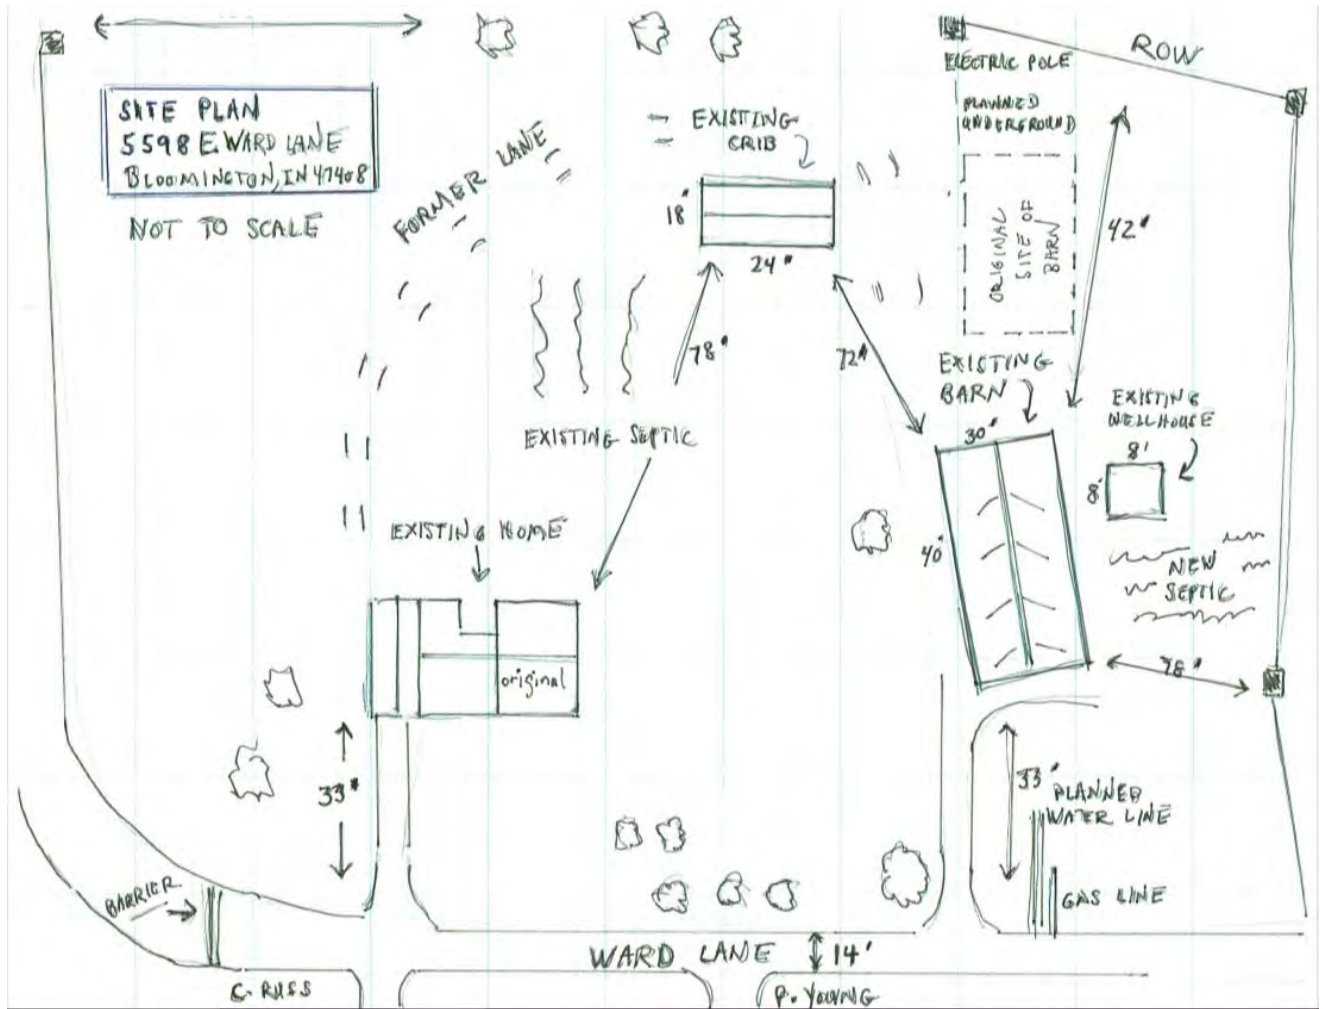 SITE PLAN
5598 E. WARD LANE
BLOOMINGTON, IN 47408
NOT TO SCALE
FORMER LANE
EXISTING
CRIB
18'
24"
ELECTRIC POLE
ROW
PLANNED
UNDERGROUND
ORIGINAL
SITE OF
BARN
42'
78'
72'
EXISTING SEPTIC
EXISTING
BARN
30'
40'
EXISTING
WELLHOUSE
8'
8'
NEW
SEPTIC
78'
EXISTING HOME
original
33'
33'
PLANNED
WATER LINE
GAS LINE
BARRIER
WARD LANE
14'
C. RUSS
P. YOUNG